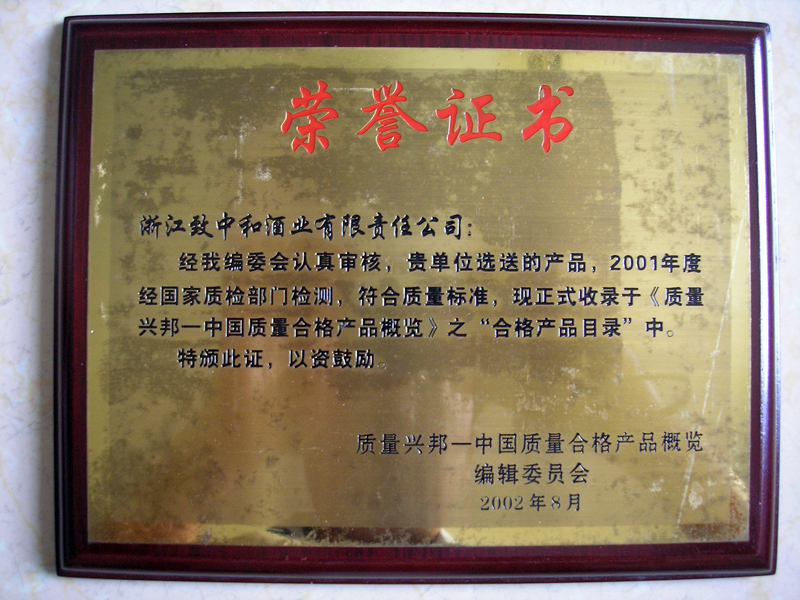 荣誉证书
浙江致中和酒业有限责任公司：
经我编委会认真审核，贵单位选送的产品，2001年度
经国家质检部门检测，符合质量标准，现正式收录于《质量
兴邦—中国质量合格产品概览》之“合格产品目录”中。
特颁此证，以资鼓励。
质量兴邦—中国质量合格产品概览
编辑委员会
2002年8月